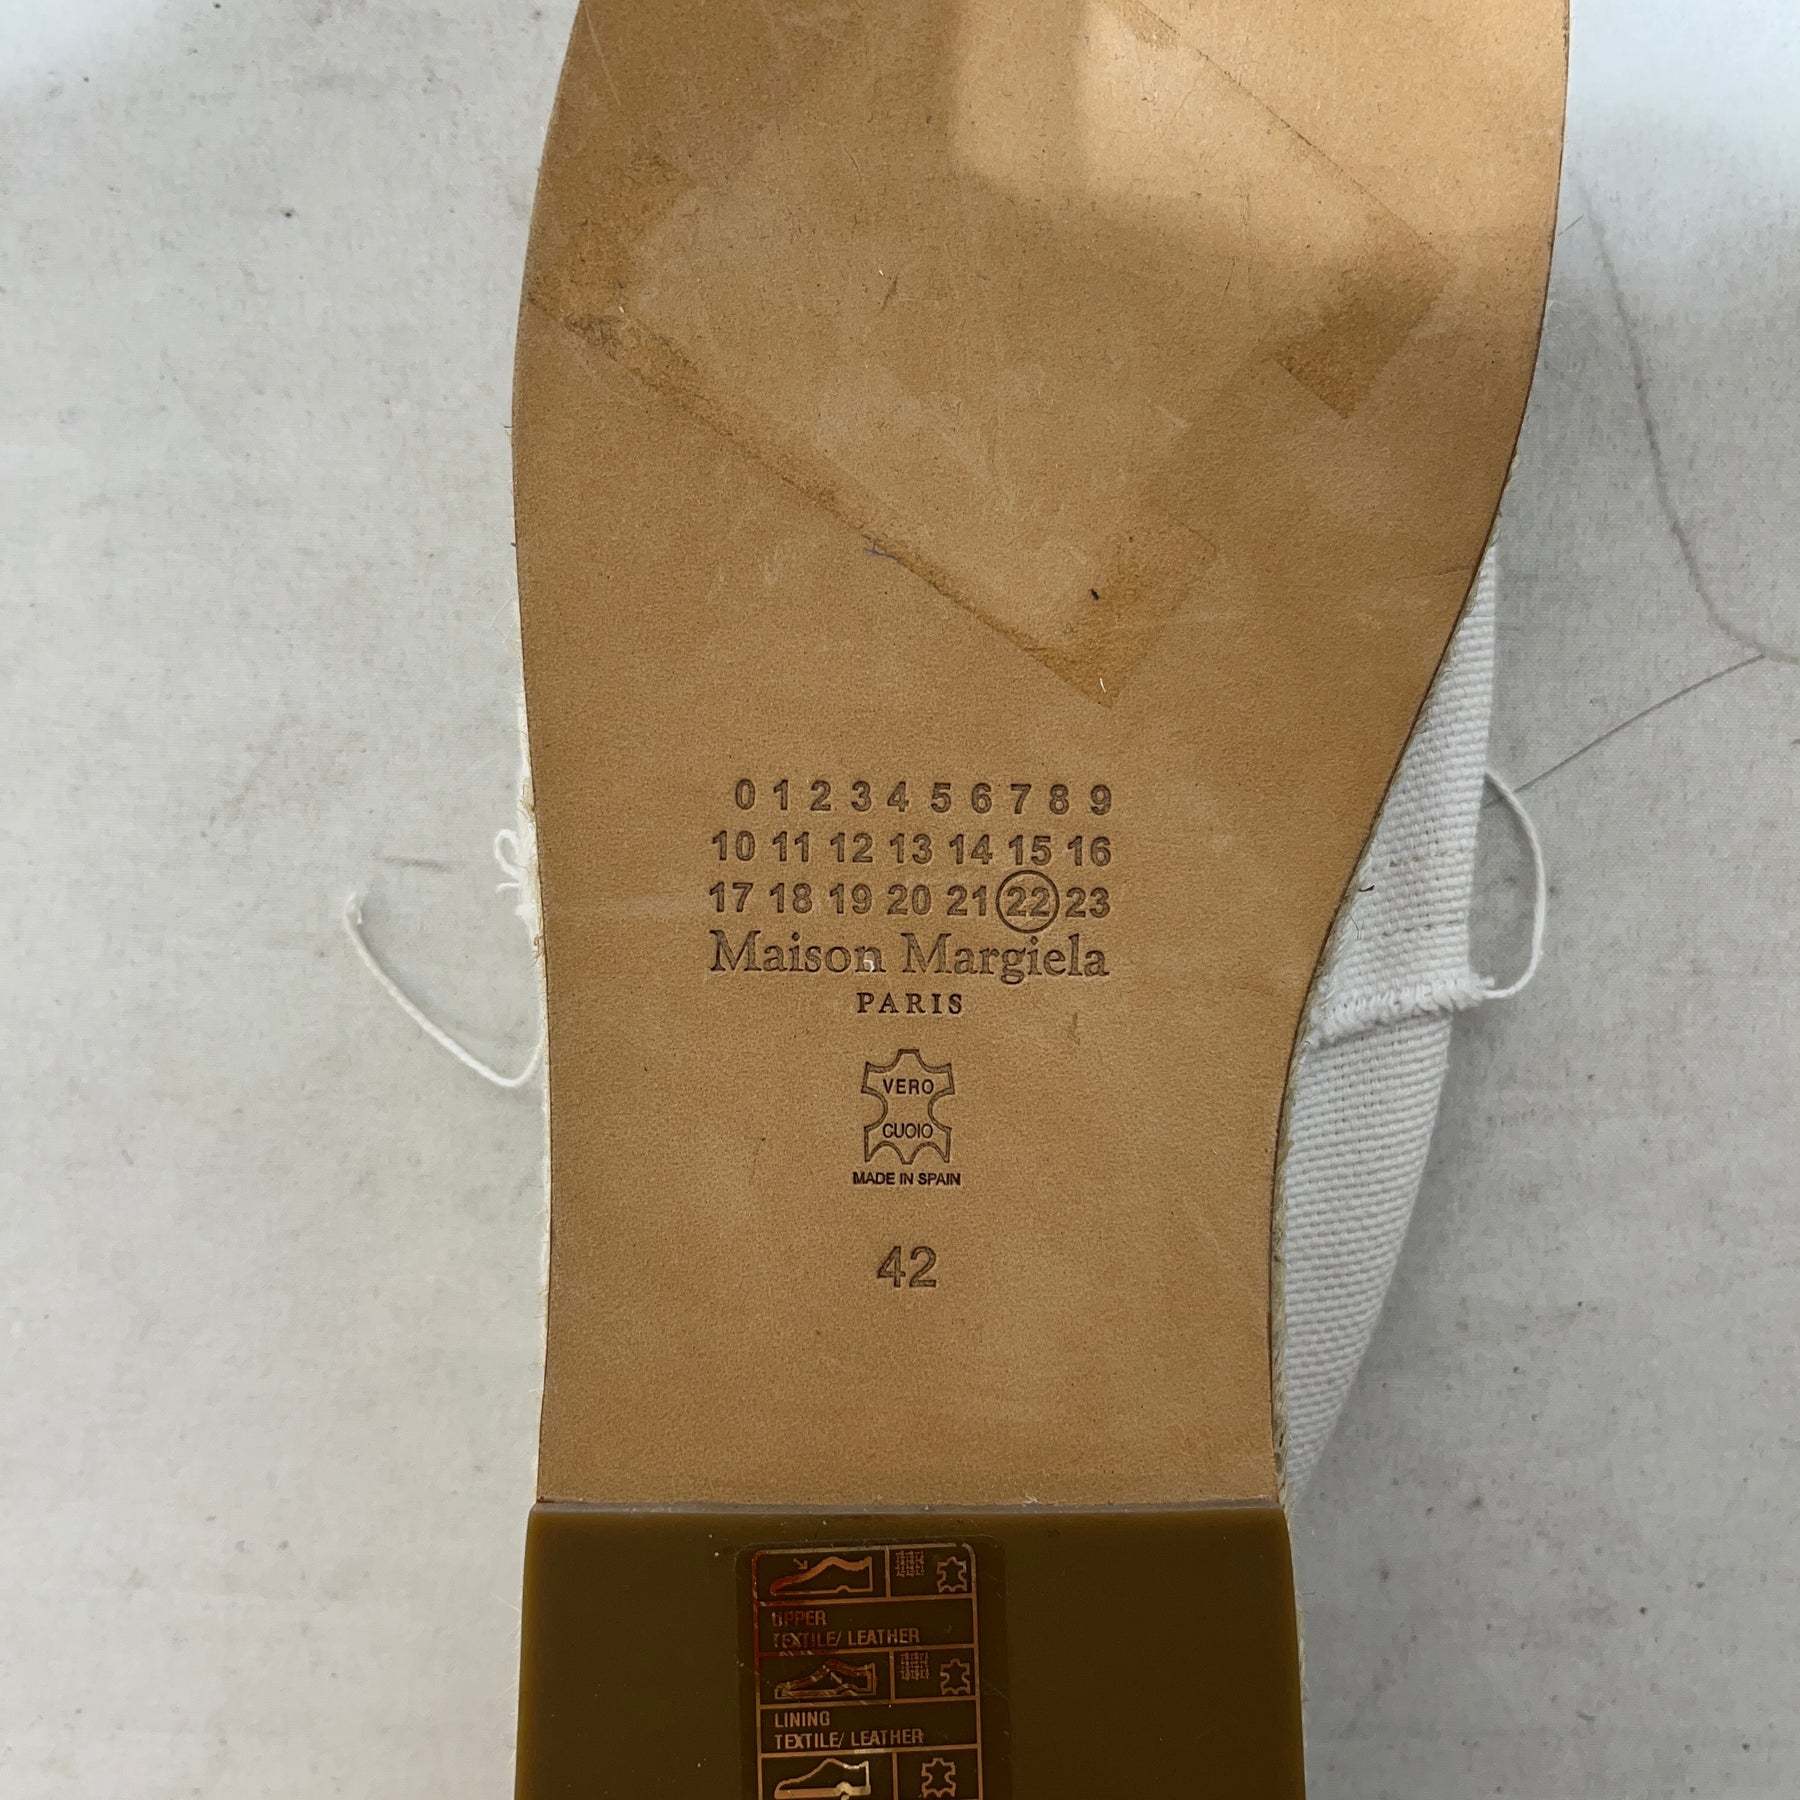 0 1 2 3 4 5 6 7 8 9
10 11 12 13 14 15 16
17 18 19 20 21 22 23
Maison Margiela
PARIS
VERO
CUOIO
MADE IN SPAIN
42
UPPER
TEXTILE/ LEATHER
LINING
TEXTILE/ LEATHER